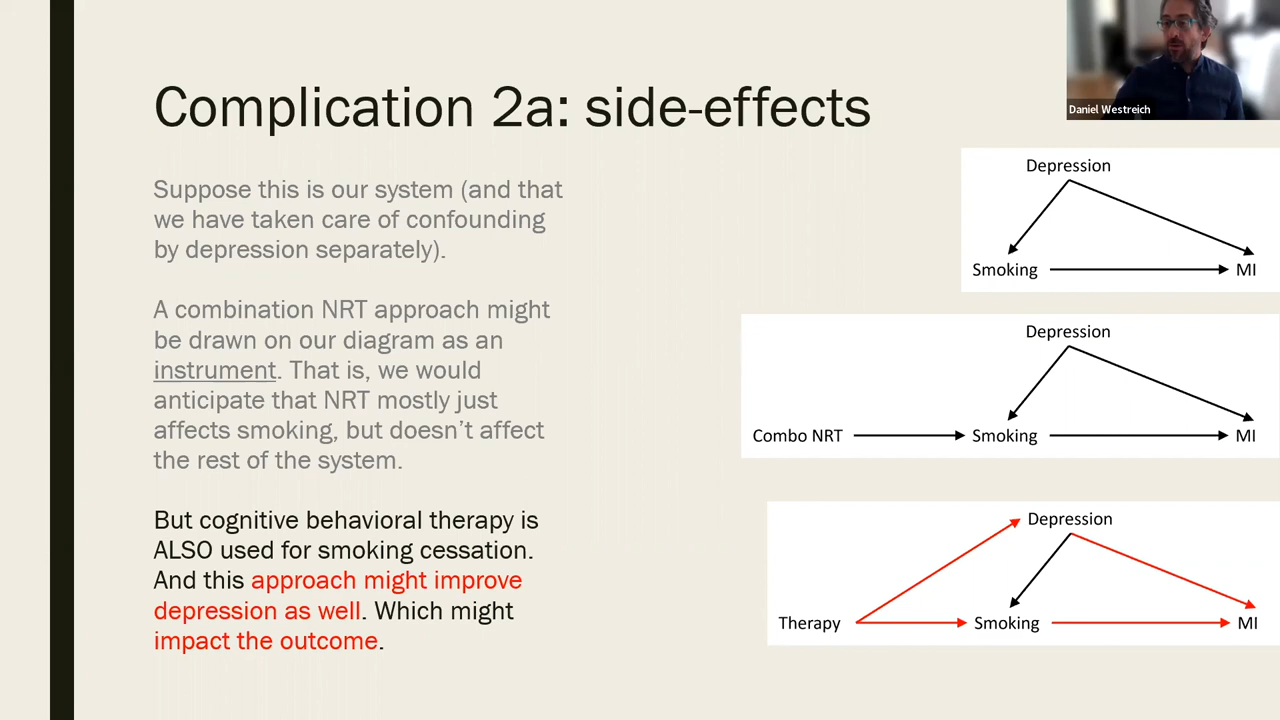 Daniel Westreich
Complication 2a: side-effects
Suppose this is our system (and that
we have taken care of confounding
by depression separately).
A combination NRT approach might
be drawn on our diagram as an
instrument. That is, we would
anticipate that NRT mostly just
affects smoking, but doesn’t affect
the rest of the system.
But cognitive behavioral therapy is
ALSO used for smoking cessation.
And this approach might improve
depression as well. Which might
impact the outcome.
Depression
Smoking MI
Depression
Combo NRT Smoking MI
Depression
Therapy Smoking MI